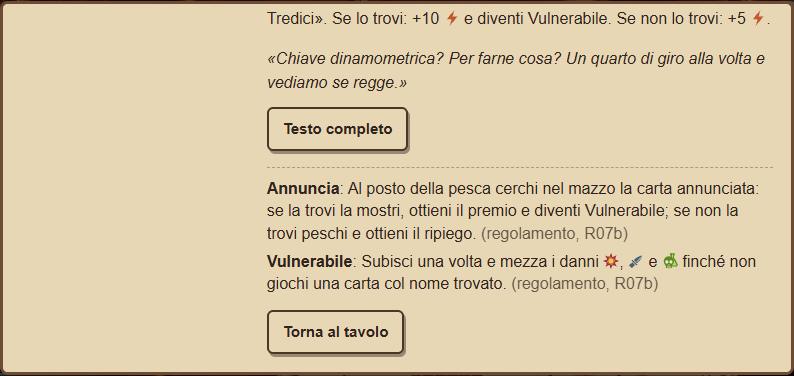 Tredici». Se lo trovi: +10 ⚡ e diventi Vulnerabile. Se non lo trovi: +5 ⚡.
«Chiave dinamometrica? Per farne cosa? Un quarto di giro alla volta e
vediamo se regge.»
Testo completo
Annuncia: Al posto della pesca cerchi nel mazzo la carta annunciata:
se la trovi la mostri, ottieni il premio e diventi Vulnerabile; se non la
trovi peschi e ottieni il ripiego. (regolamento, R07b)
Vulnerabile: Subisci una volta e mezza i danni 💥, 🗡 e 🤢 finché non
giochi una carta col nome trovato. (regolamento, R07b)
Torna al tavolo